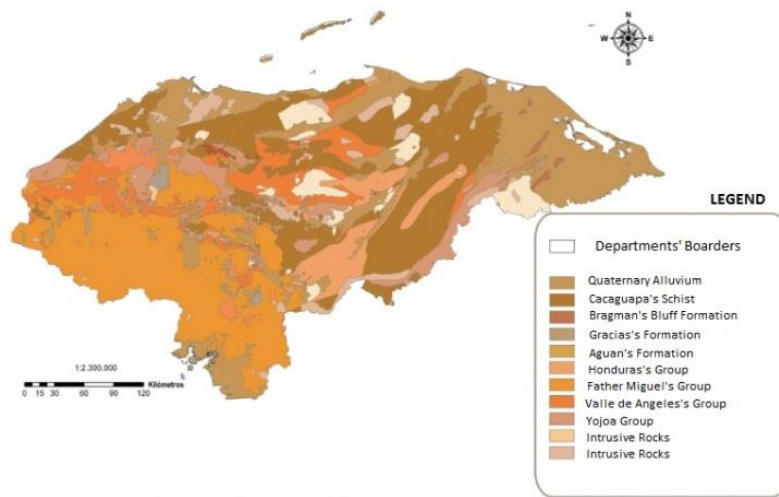 N
W E
S
LEGEND
Departments' Boarders
Quaternary Alluvium
Cacaguapa's Schist
Bragman's Bluff Formation
Gracias's Formation
Aguan's Formation
Honduras's Group
Father Miguel's Group
Valle de Angeles's Group
Yojoa Group
Intrusive Rocks
Intrusive Rocks
1:2.300.000
Kilómetros
0 15 30 60 90 120